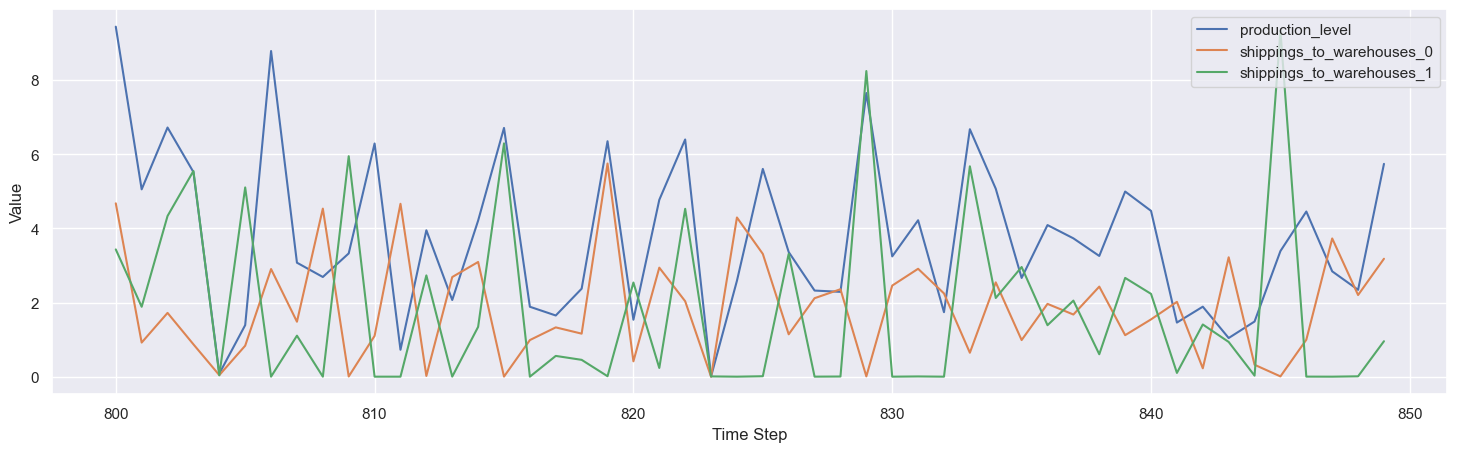 production_level
shippings_to_warehouses_0
shippings_to_warehouses_1
Value
8
6
4
2
0
800
810
820
830
840
850
Time Step